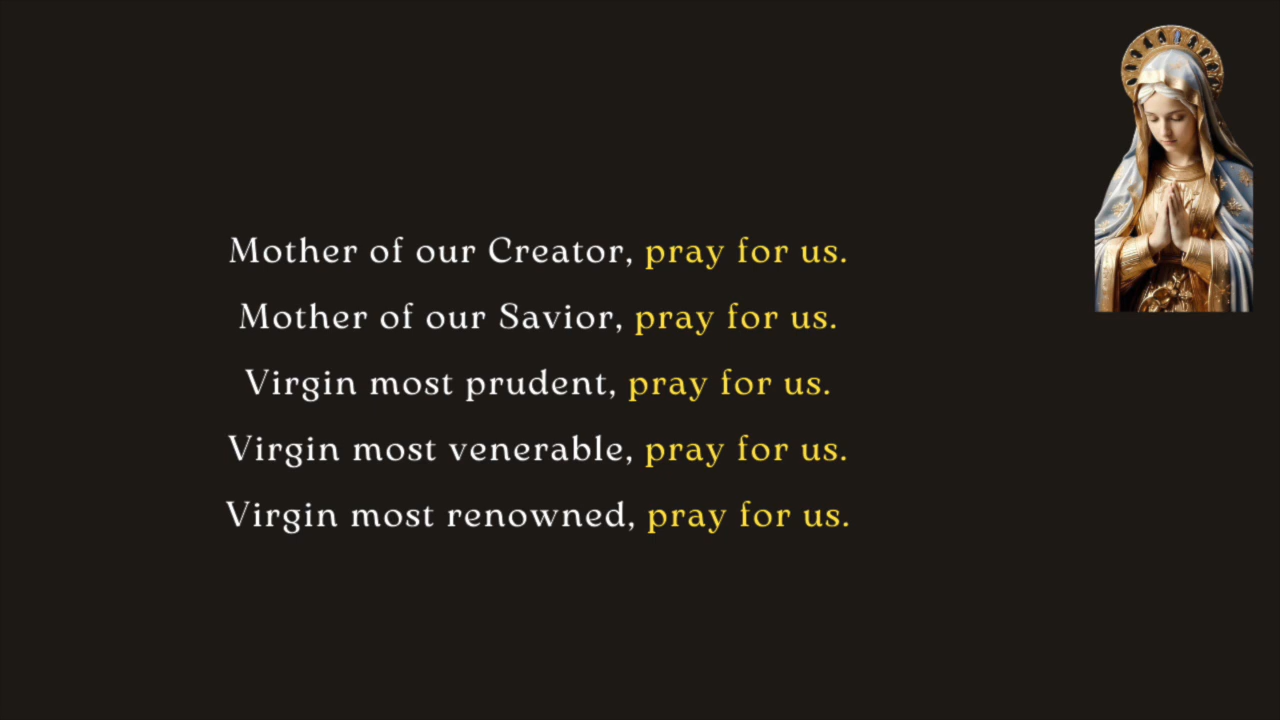 Mother of our Creator, pray for us.
Mother of our Savior, pray for us.
Virgin most prudent, pray for us.
Virgin most venerable, pray for us.
Virgin most renowned, pray for us.